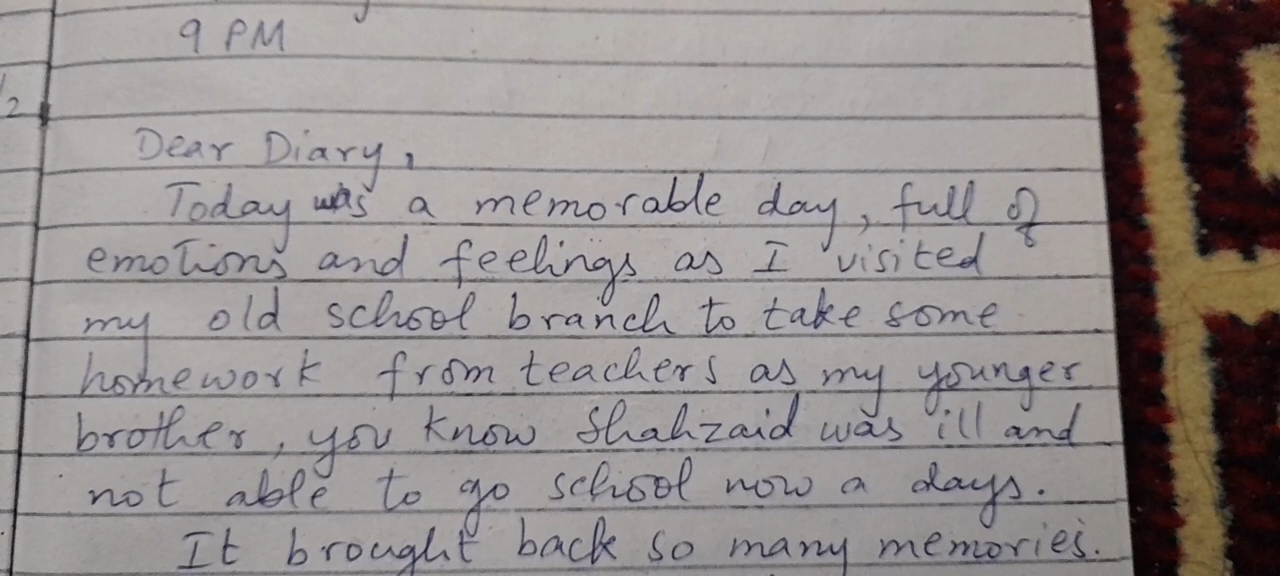 9 PM
Dear Diary,
Today was a memorable day, full of
emotions and feelings as I visited
my old school branch to take some
homework from teachers as my younger
brother, you know Shahzaid was ill and
not able to go school now a days.
It brought back so many memories.